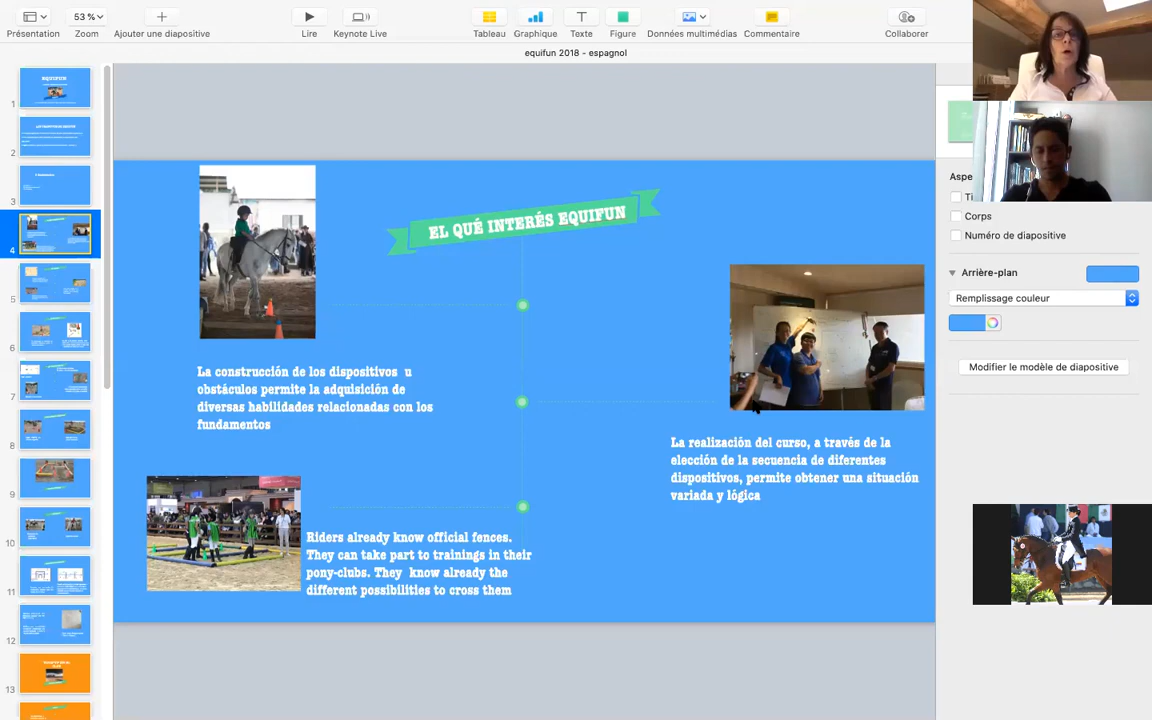 53 %
Présentation
Zoom
Ajouter une diapositive
Lire
Keynote Live
Tableau
Graphique
Texte
Figure
Données multimédias
Commentaire
Collaborer
equifun 2018 - espagnol
1
2
3
4
5
6
7
8
9
10
11
12
13
EQUIFUN
EL QUÉ INTERÉS EQUIFUN
La construcción de los dispositivos u
obstáculos permite la adquisición de
diversas habilidades relacionadas con los
fundamentos
La realización del curso, a través de la
elección de la secuencia de diferentes
dispositivos, permite obtener una situación
variada y lógica
Riders already know official fences.
They can take part to trainings in their
pony-clubs. They know already the
different possibilities to cross them
Corps
Numéro de diapositive
Arrière-plan
Remplissage couleur
Modifier le modèle de diapositive